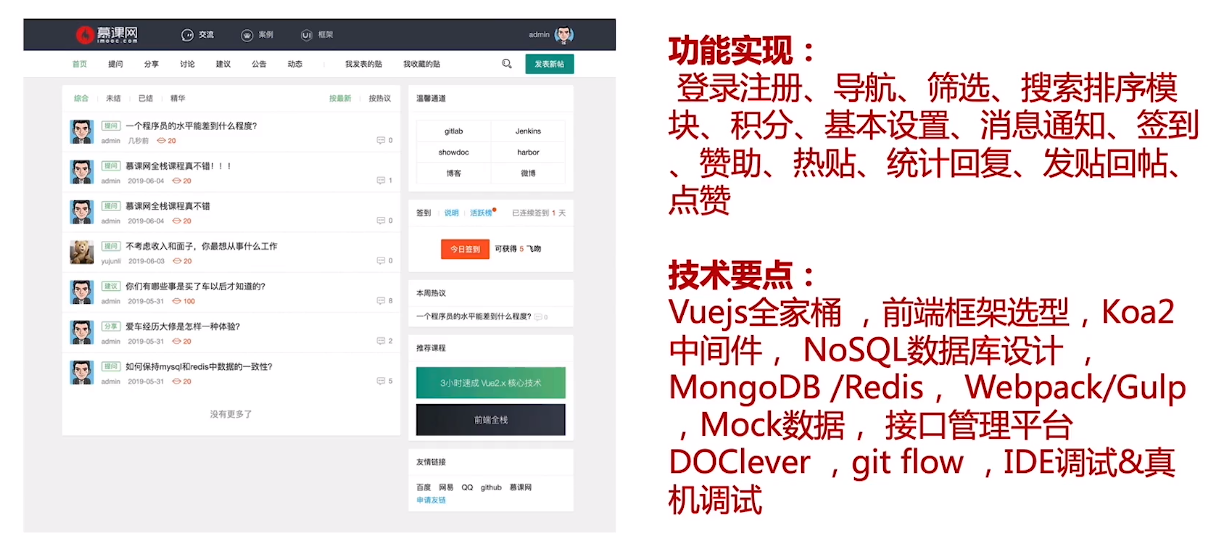 慕课网
imooc.com
交流
案例
框架
admin
首页 提问 分享 讨论 建议 公告 动态 我发表的贴 我收藏的贴
发表新帖
综合 未结 已结 精华 按最新 按热议
提问 一个程序员的水平能差到什么程度?
admin 几秒前 20 0
提问 慕课网全栈课程真不错!!!
admin 2019-06-04 20 1
提问 慕课网全栈课程真不错
admin 2019-06-04 20 0
提问 不考虑收入和面子，你最想从事什么工作
yujunil 2019-06-03 20 0
建议 你们有哪些事是买了车以后才知道的?
admin 2019-05-31 100 8
分享 爱车经历大修是怎样一种体验?
admin 2019-05-31 20 2
提问 如何保持mysql和redis中数据的一致性?
admin 2019-05-31 20 5
没有更多了
温馨通道
gitlab Jenkins
showdoc harbor
博客 微博
签到 说明 活跃榜 已连续签到 1 天
今日签到 可获得 5 飞吻
本周热议
一个程序员的水平能差到什么程度? 0
推荐课程
3小时速成 Vue2.x 核心技术
前端全栈
友情链接
百度 网易 QQ github 慕课网
申请友链
功能实现：
登录注册、导航、筛选、搜索排序模
块、积分、基本设置、消息通知、签到
、赞助、热贴、统计回复、发贴回帖、
点赞
技术要点：
Vuejs全家桶 ，前端框架选型，Koa2
中间件， NoSQL数据库设计 ，
MongoDB /Redis， Webpack/Gulp
，Mock数据， 接口管理平台
DOClever ，git flow ，IDE调试&真
机调试